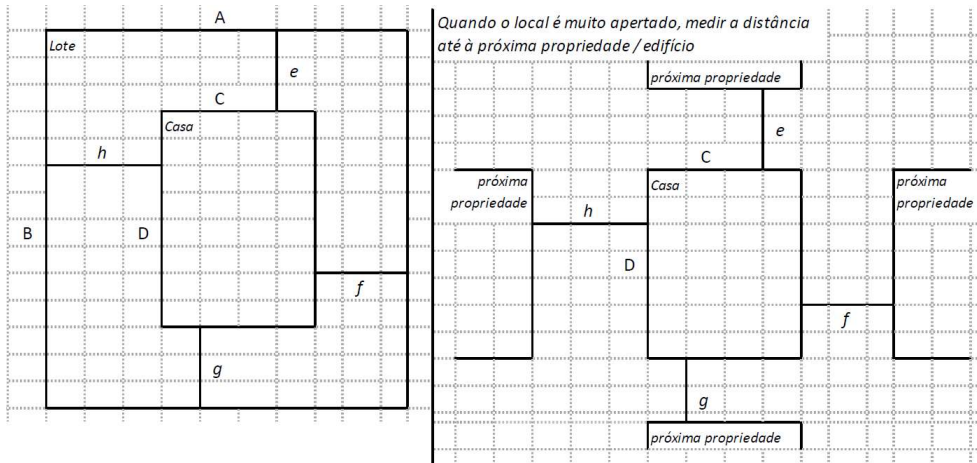 A
Lote
e
C
Casa
h
B
D
f
g
Quando o local é muito apertado, medir a distância
até à próxima propriedade / edifício
próxima propriedade
e
C
próxima
propriedade
Casa
próxima
propriedade
h
D
f
g
próxima propriedade